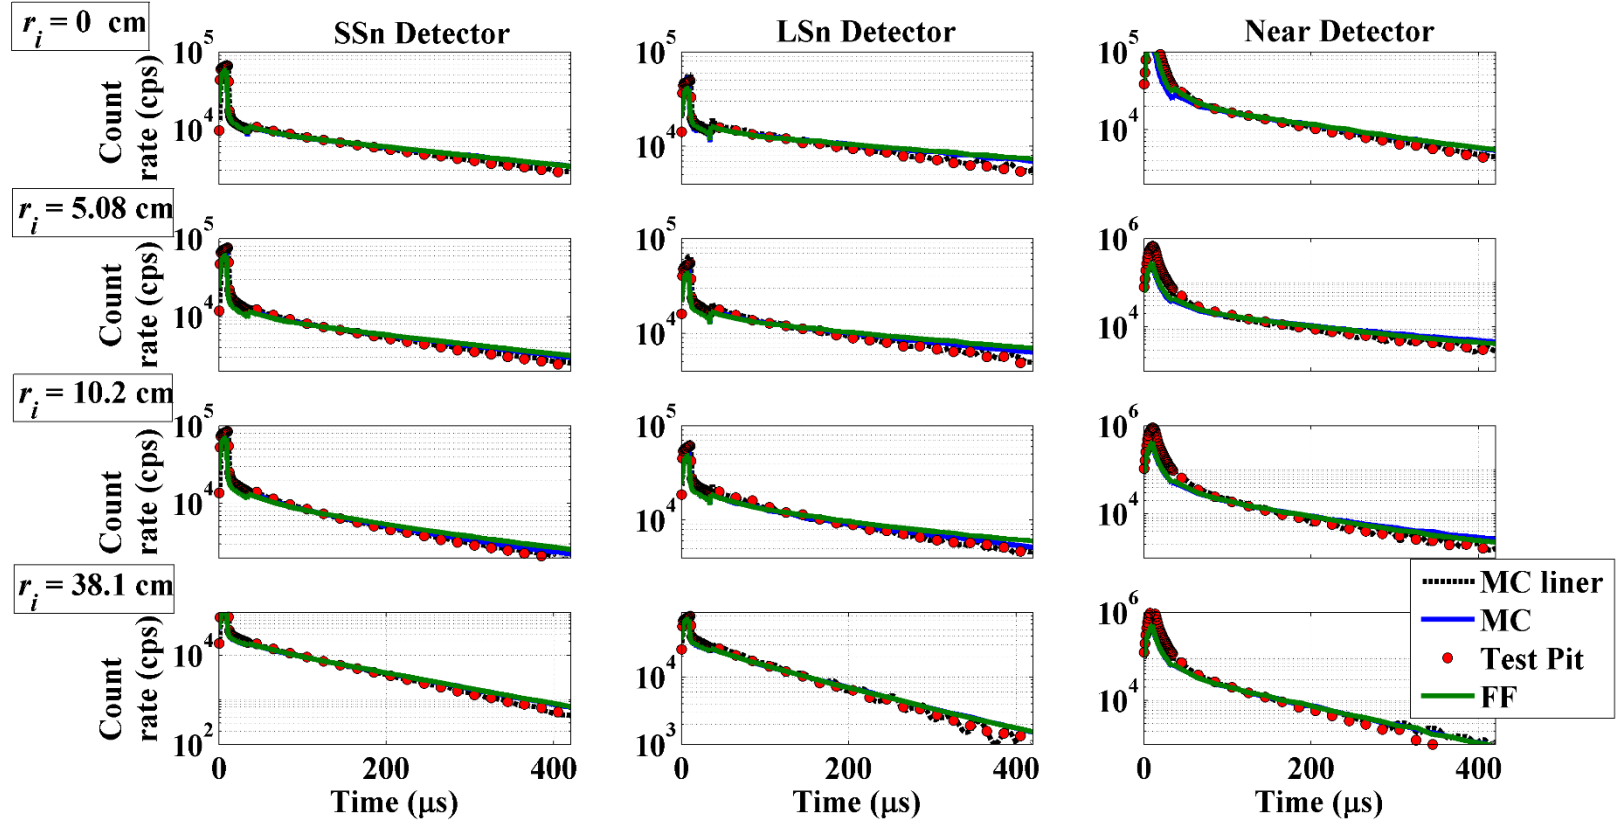 r_i = 0 cm
SSn Detector
LSn Detector
Near Detector
10^5
10^4
Count
rate (cps)
10^5
10^4
10^5
10^4
r_i = 5.08 cm
10^5
10^4
Count
rate (cps)
10^5
10^4
10^6
10^4
r_i = 10.2 cm
10^5
10^4
Count
rate (cps)
10^5
10^4
10^6
10^4
r_i = 38.1 cm
10^4
10^2
Count
rate (cps)
10^4
10^3
10^6
10^4
MC liner
MC
Test Pit
FF
0 200 400
0 200 400
0 200 400
Time (μs)
Time (μs)
Time (μs)